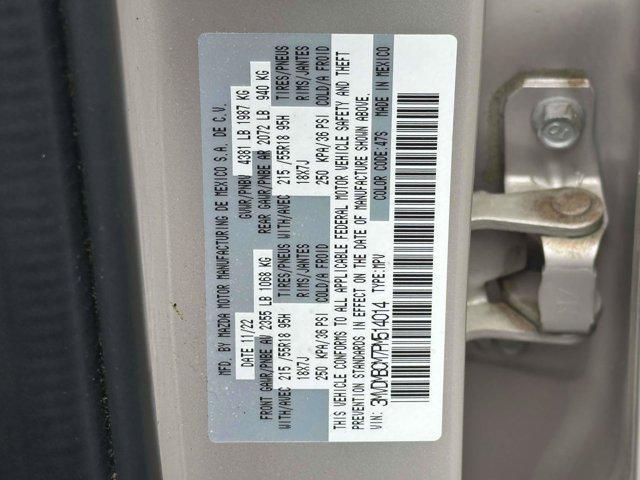 MFD. BY MAZDA MOTOR MANUFACTURING DE MEXICO S.A. DE C.V.
DATE 11/22 GVWR/PNBV 4381 LB 1987 KG
FRONT GAWR/PNBE AV 2355 LB 1068 KG REAR GAWR/PNBE AR 2072 LB 940 KG
WITH/AVEC 215 /55R18 95H TIRES/PNEUS WITH/AVEC 215 /55R18 95H TIRES/PNEUS
18X7J RIMS/JANTES 18X7J RIMS/JANTES
250 KPA/36 PSI COLD/A FROID 250 KPA/36 PSI COLD/A FROID
THIS VEHICLE CONFORMS TO ALL APPLICABLE FEDERAL MOTOR VEHICLE SAFETY AND THEFT
PREVENTION STANDARDS IN EFFECT ON THE DATE OF MANUFACTURE SHOWN ABOVE.
VIN: 3MVDMBCM7PM514014 TYPE:MPV COLOR CODE:47S MADE IN MEXICO